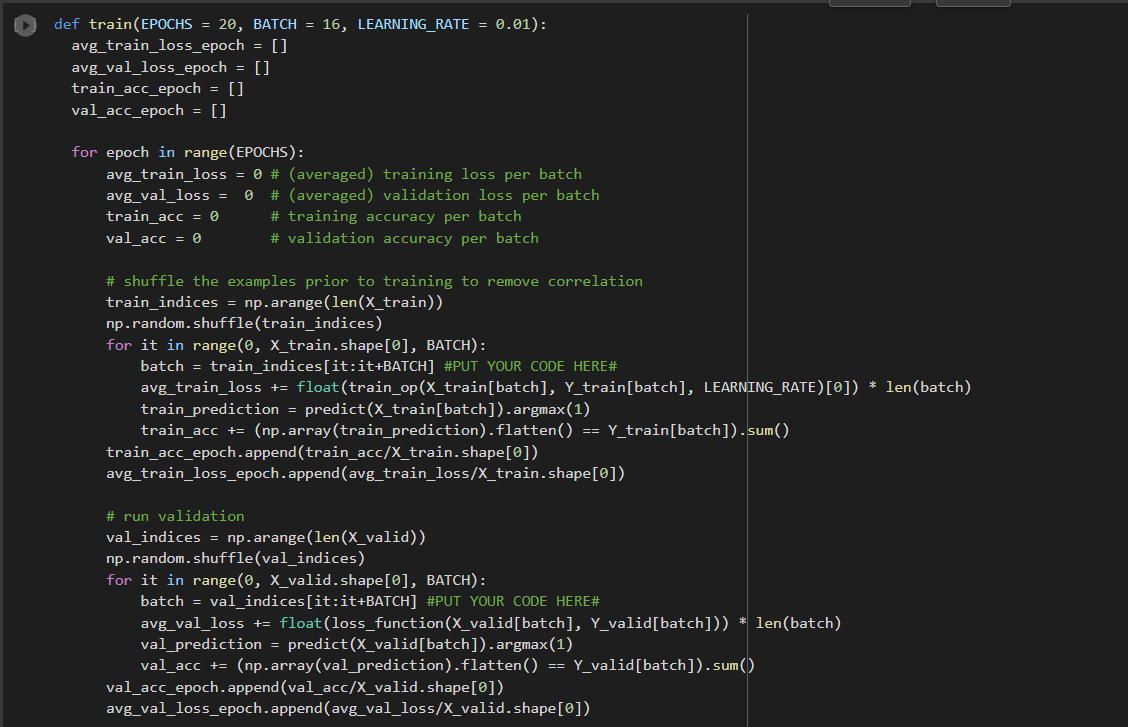 def train(EPOCHS = 20, BATCH = 16, LEARNING_RATE = 0.01):
  avg_train_loss_epoch = []
  avg_val_loss_epoch = []
  train_acc_epoch = []
  val_acc_epoch = []

  for epoch in range(EPOCHS):
      avg_train_loss = 0 # (averaged) training loss per batch
      avg_val_loss =  0  # (averaged) validation loss per batch
      train_acc = 0      # training accuracy per batch
      val_acc = 0        # validation accuracy per batch

      # shuffle the examples prior to training to remove correlation
      train_indices = np.arange(len(X_train))
      np.random.shuffle(train_indices)
      for it in range(0, X_train.shape[0], BATCH):
          batch = train_indices[it:it+BATCH] #PUT YOUR CODE HERE#
          avg_train_loss += float(train_op(X_train[batch], Y_train[batch], LEARNING_RATE)[0]) * len(batch)
          train_prediction = predict(X_train[batch]).argmax(1)
          train_acc += (np.array(train_prediction).flatten() == Y_train[batch]).sum()
      train_acc_epoch.append(train_acc/X_train.shape[0])
      avg_train_loss_epoch.append(avg_train_loss/X_train.shape[0])

      # run validation
      val_indices = np.arange(len(X_valid))
      np.random.shuffle(val_indices)
      for it in range(0, X_valid.shape[0], BATCH):
          batch = val_indices[it:it+BATCH] #PUT YOUR CODE HERE#
          avg_val_loss += float(loss_function(X_valid[batch], Y_valid[batch])) * len(batch)
          val_prediction = predict(X_valid[batch]).argmax(1)
          val_acc += (np.array(val_prediction).flatten() == Y_valid[batch]).sum()
      val_acc_epoch.append(val_acc/X_valid.shape[0])
      avg_val_loss_epoch.append(avg_val_loss/X_valid.shape[0])